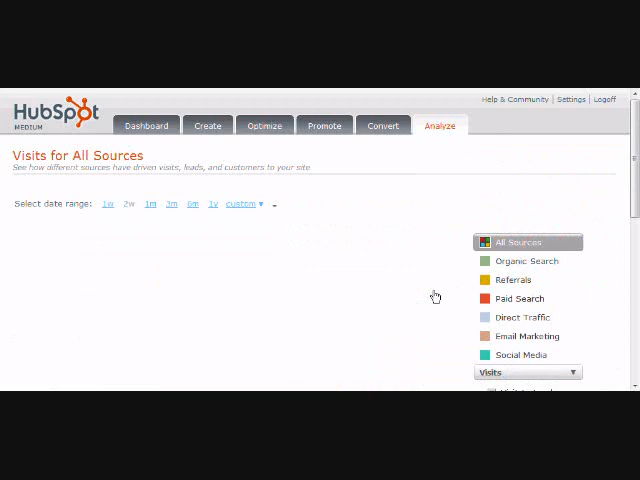 HubSpot
MEDIUM
Help & Community | Settings | Logoff
Dashboard Create Optimize Promote Convert Analyze
Visits for All Sources
See how different sources have driven visits, leads, and customers to your site
Select date range: 1w 2w 1m 3m 6m 1y custom
All Sources
Organic Search
Referrals
Paid Search
Direct Traffic
Email Marketing
Social Media
Visits